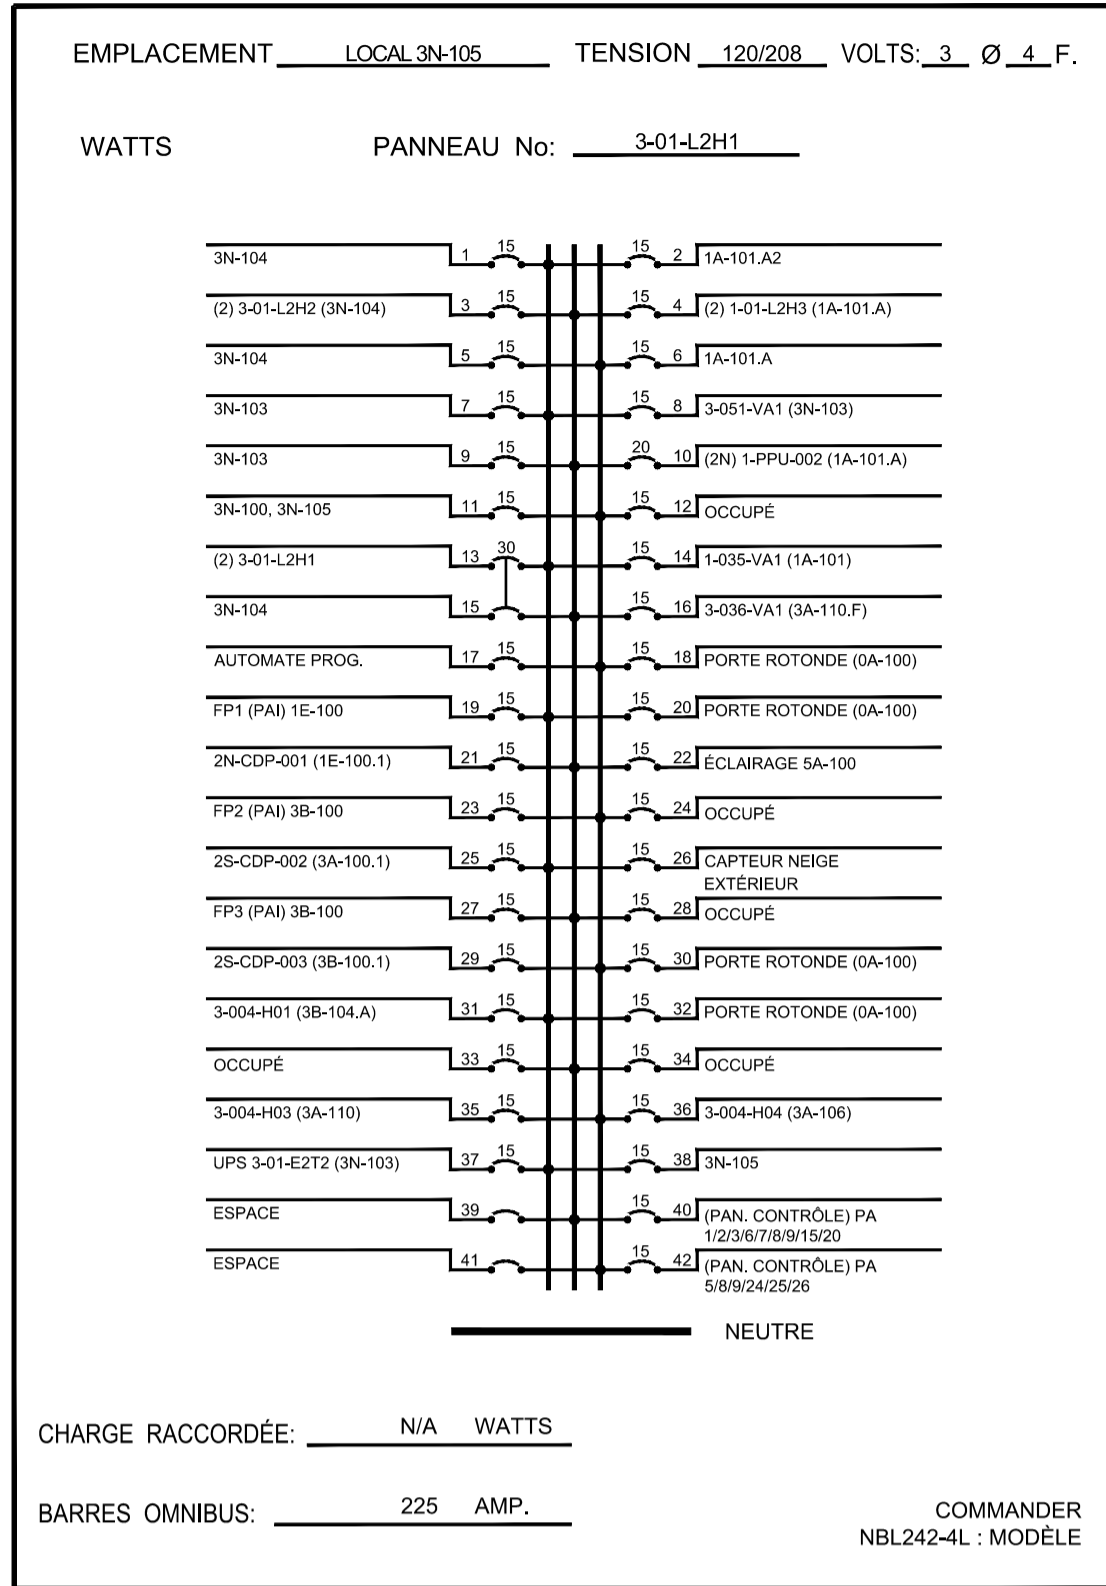 EMPLACEMENT LOCAL 3N-105 TENSION 120/208 VOLTS: 3 Ø 4 F.
WATTS PANNEAU No: 3-01-L2H1
3N-104 1 15 15 2 1A-101.A2
(2) 3-01-L2H2 (3N-104) 3 15 15 4 (2) 1-01-L2H3 (1A-101.A)
3N-104 5 15 15 6 1A-101.A
3N-103 7 15 15 8 3-051-VA1 (3N-103)
3N-103 9 15 20 10 (2N) 1-PPU-002 (1A-101.A)
3N-100, 3N-105 11 15 15 12 OCCUPÉ
(2) 3-01-L2H1 13 30 15 14 1-035-VA1 (1A-101)
3N-104 15 15 16 3-036-VA1 (3A-110.F)
AUTOMATE PROG. 17 15 15 18 PORTE ROTONDE (0A-100)
FP1 (PAI) 1E-100 19 15 15 20 PORTE ROTONDE (0A-100)
2N-CDP-001 (1E-100.1) 21 15 15 22 ÉCLAIRAGE 5A-100
FP2 (PAI) 3B-100 23 15 15 24 OCCUPÉ
2S-CDP-002 (3A-100.1) 25 15 15 26 CAPTEUR NEIGE
EXTÉRIEUR
FP3 (PAI) 3B-100 27 15 15 28 OCCUPÉ
2S-CDP-003 (3B-100.1) 29 15 15 30 PORTE ROTONDE (0A-100)
3-004-H01 (3B-104.A) 31 15 15 32 PORTE ROTONDE (0A-100)
OCCUPÉ 33 15 15 34 OCCUPÉ
3-004-H03 (3A-110) 35 15 15 36 3-004-H04 (3A-106)
UPS 3-01-E2T2 (3N-103) 37 15 15 38 3N-105
ESPACE 39 15 40 (PAN. CONTRÔLE) PA
1/2/3/6/7/8/9/15/20
ESPACE 41 15 42 (PAN. CONTRÔLE) PA
5/8/9/24/25/26
NEUTRE
CHARGE RACCORDÉE: N/A WATTS
BARRES OMNIBUS: 225 AMP.
COMMANDER
NBL242-4L : MODÈLE